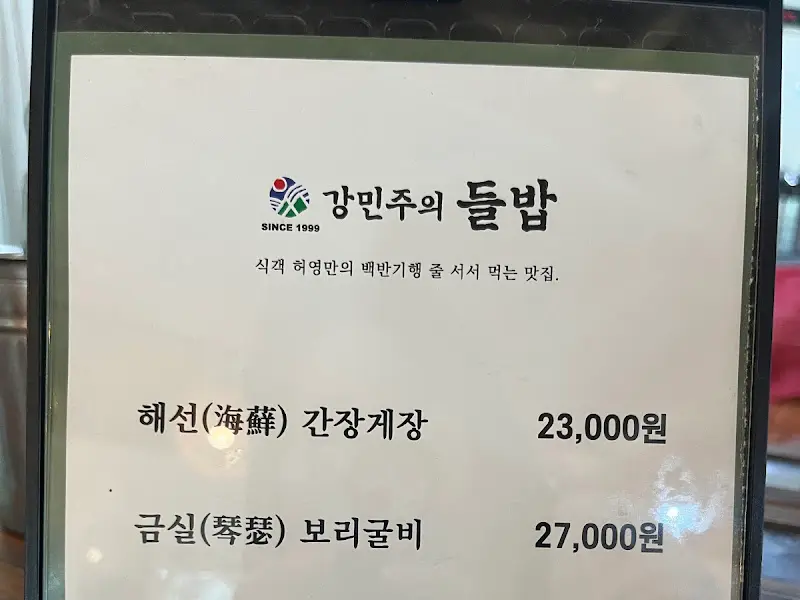 강민주의 들밥
SINCE 1999
식객 허영만의 백반기행 줄 서서 먹는 맛집.
해선(海蘚) 간장게장 23,000원
금실(琴瑟) 보리굴비 27,000원